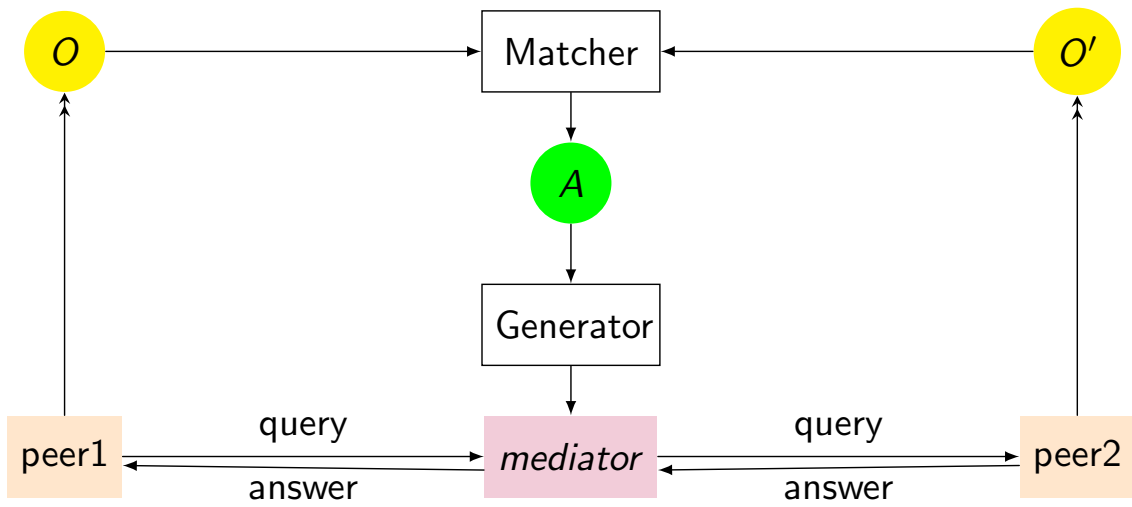 O
Matcher
O′
A
Generator
query
query
peer1
mediator
peer2
answer
answer